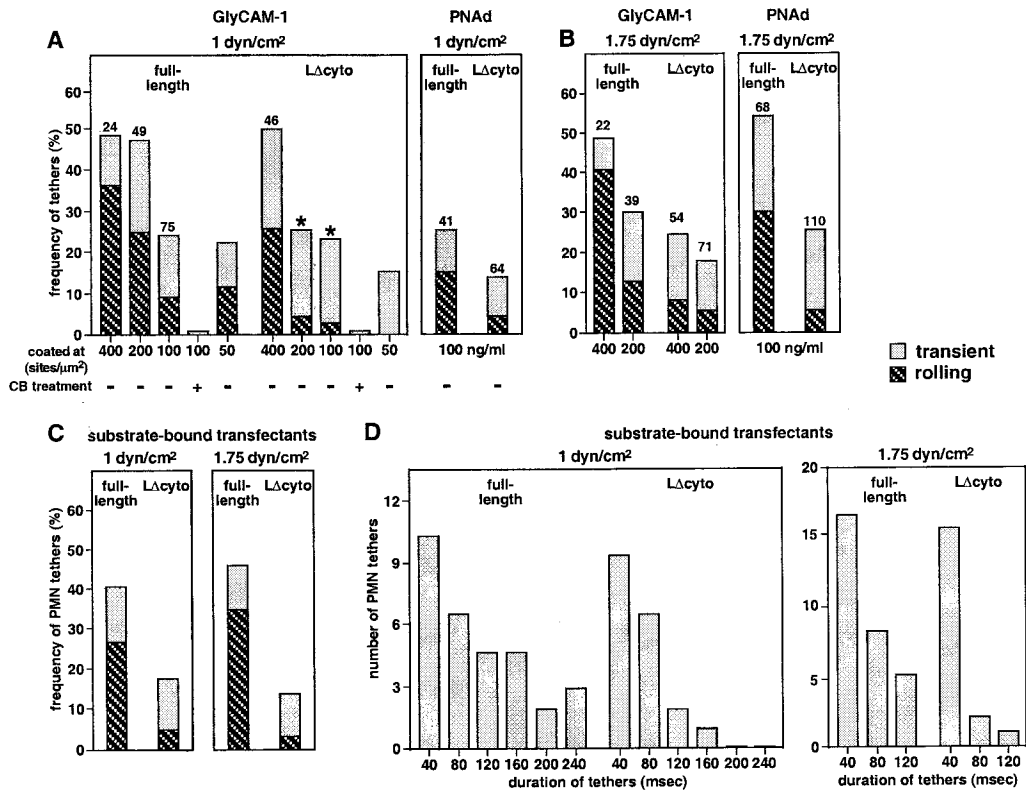 A
GlyCAM-1
1 dyn/cm²
full-length
LΔcyto
PNAd
1 dyn/cm²
full-length
LΔcyto
frequency of tethers (%)
60
50
40
30
20
10
0
24
49
75
46
*
*
41
64
coated at (sites/μm²)
400 200 100 100 50 400 200 100 100 50 100 ng/ml
CB treatment
- - - + - - - - + - - -
B
GlyCAM-1
1.75 dyn/cm²
full-length
LΔcyto
PNAd
1.75 dyn/cm²
full-length
LΔcyto
60
50
40
30
20
10
0
22
39
54
71
68
110
400 200 400 200 100 ng/ml
transient
rolling
C
substrate-bound transfectants
1 dyn/cm²
1.75 dyn/cm²
full-length
LΔcyto
full-length
LΔcyto
frequency of PMN tethers (%)
60
50
40
30
20
10
0
D
substrate-bound transfectants
1 dyn/cm²
full-length
LΔcyto
number of PMN tethers
12
9
6
3
0
40 80 120 160 200 240 40 80 120 160 200 240
duration of tethers (msec)
1.75 dyn/cm²
full-length
LΔcyto
20
15
10
5
0
40 80 120 40 80 120
duration of tethers (msec)